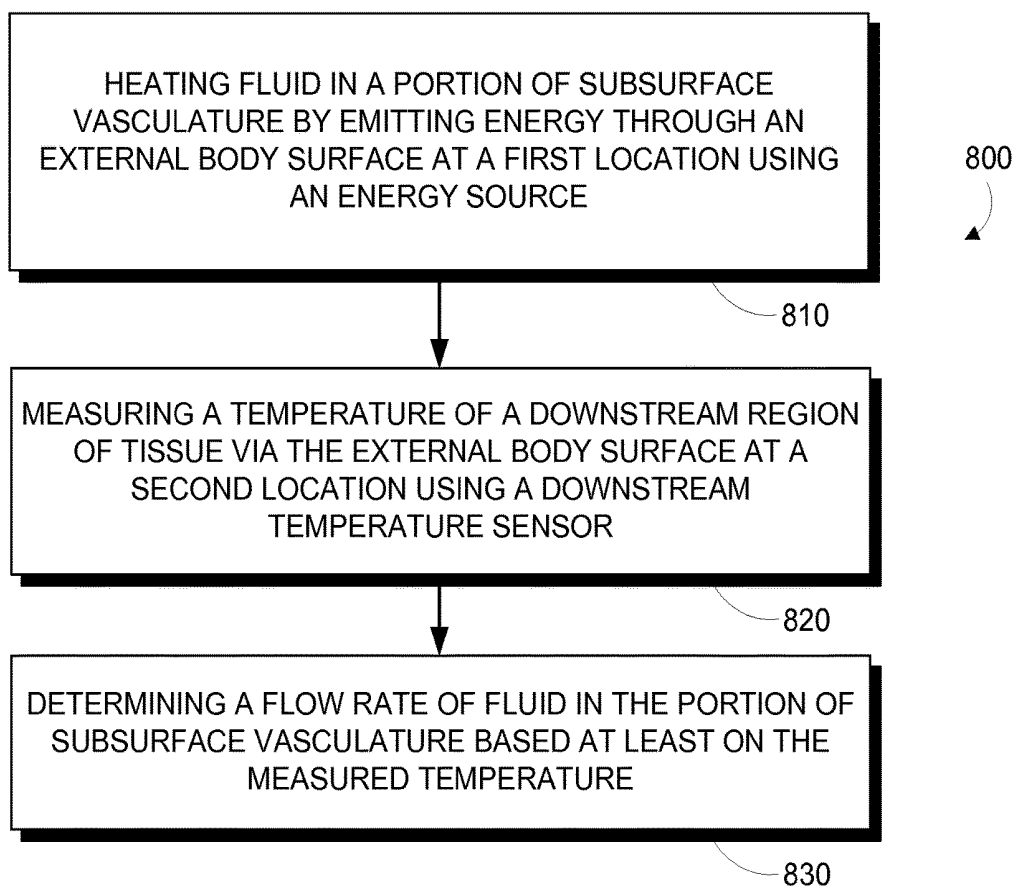 HEATING FLUID IN A PORTION OF SUBSURFACE
VASCULATURE BY EMITTING ENERGY THROUGH AN
EXTERNAL BODY SURFACE AT A FIRST LOCATION USING
AN ENERGY SOURCE
800
810
MEASURING A TEMPERATURE OF A DOWNSTREAM REGION
OF TISSUE VIA THE EXTERNAL BODY SURFACE AT A
SECOND LOCATION USING A DOWNSTREAM
TEMPERATURE SENSOR
820
DETERMINING A FLOW RATE OF FLUID IN THE PORTION OF
SUBSURFACE VASCULATURE BASED AT LEAST ON THE
MEASURED TEMPERATURE
830